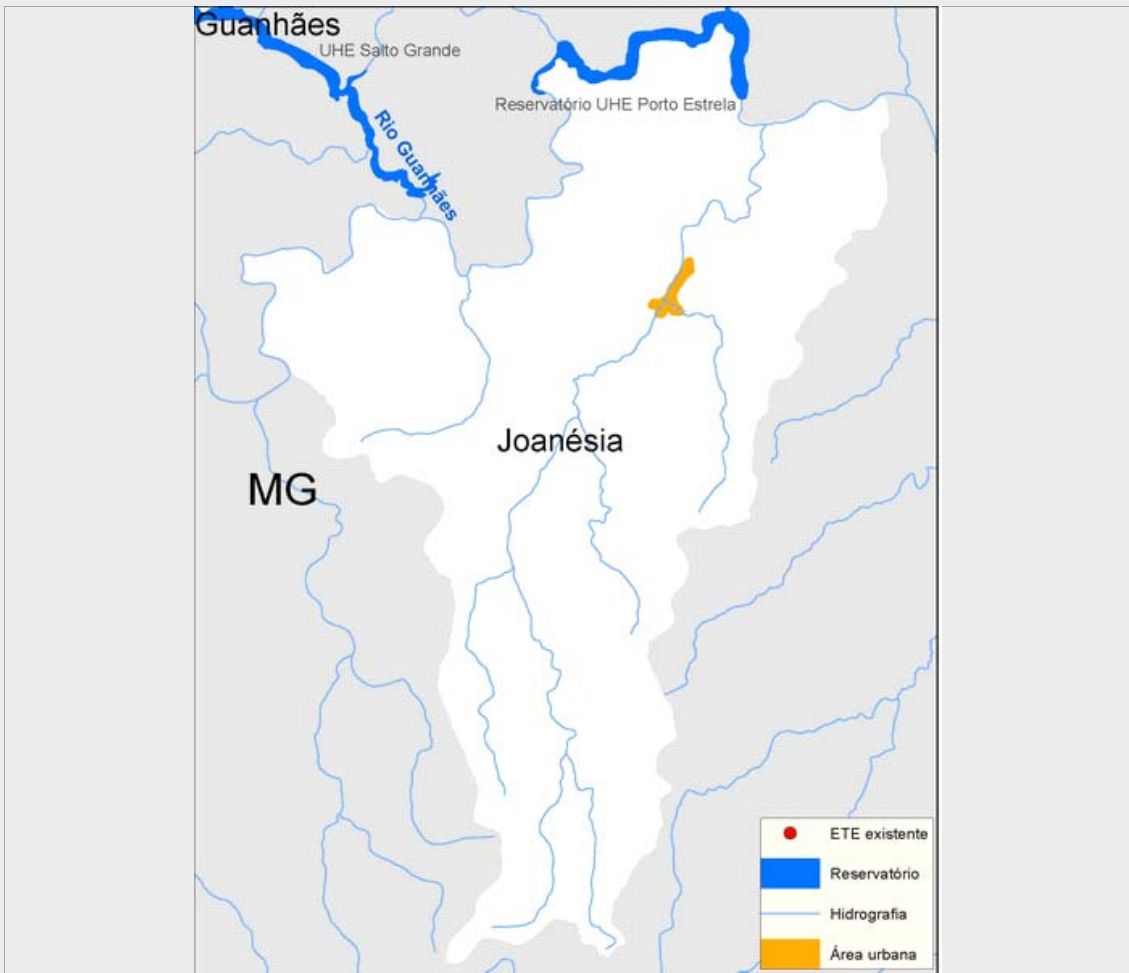 Guanhães
UHE Salto Grande
Reservatório UHE Porto Estrela
Rio Guanhães
Joanésia
MG
ETE existente
Reservatório
Hidrografia
Área urbana